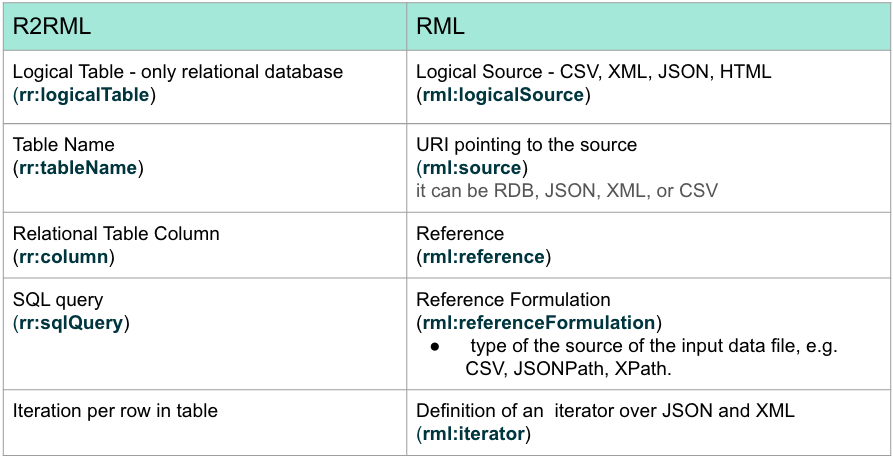 R2RML
RML
Logical Table - only relational database
(rr:logicalTable)
Logical Source - CSV, XML, JSON, HTML
(rml:logicalSource)
Table Name
(rr:tableName)
URI pointing to the source
(rml:source)
it can be RDB, JSON, XML, or CSV
Relational Table Column
(rr:column)
Reference
(rml:reference)
SQL query
(rr:sqlQuery)
Reference Formulation
(rml:referenceFormulation)
● type of the source of the input data file, e.g.
CSV, JSONPath, XPath.
Iteration per row in table
Definition of an iterator over JSON and XML
(rml:iterator)